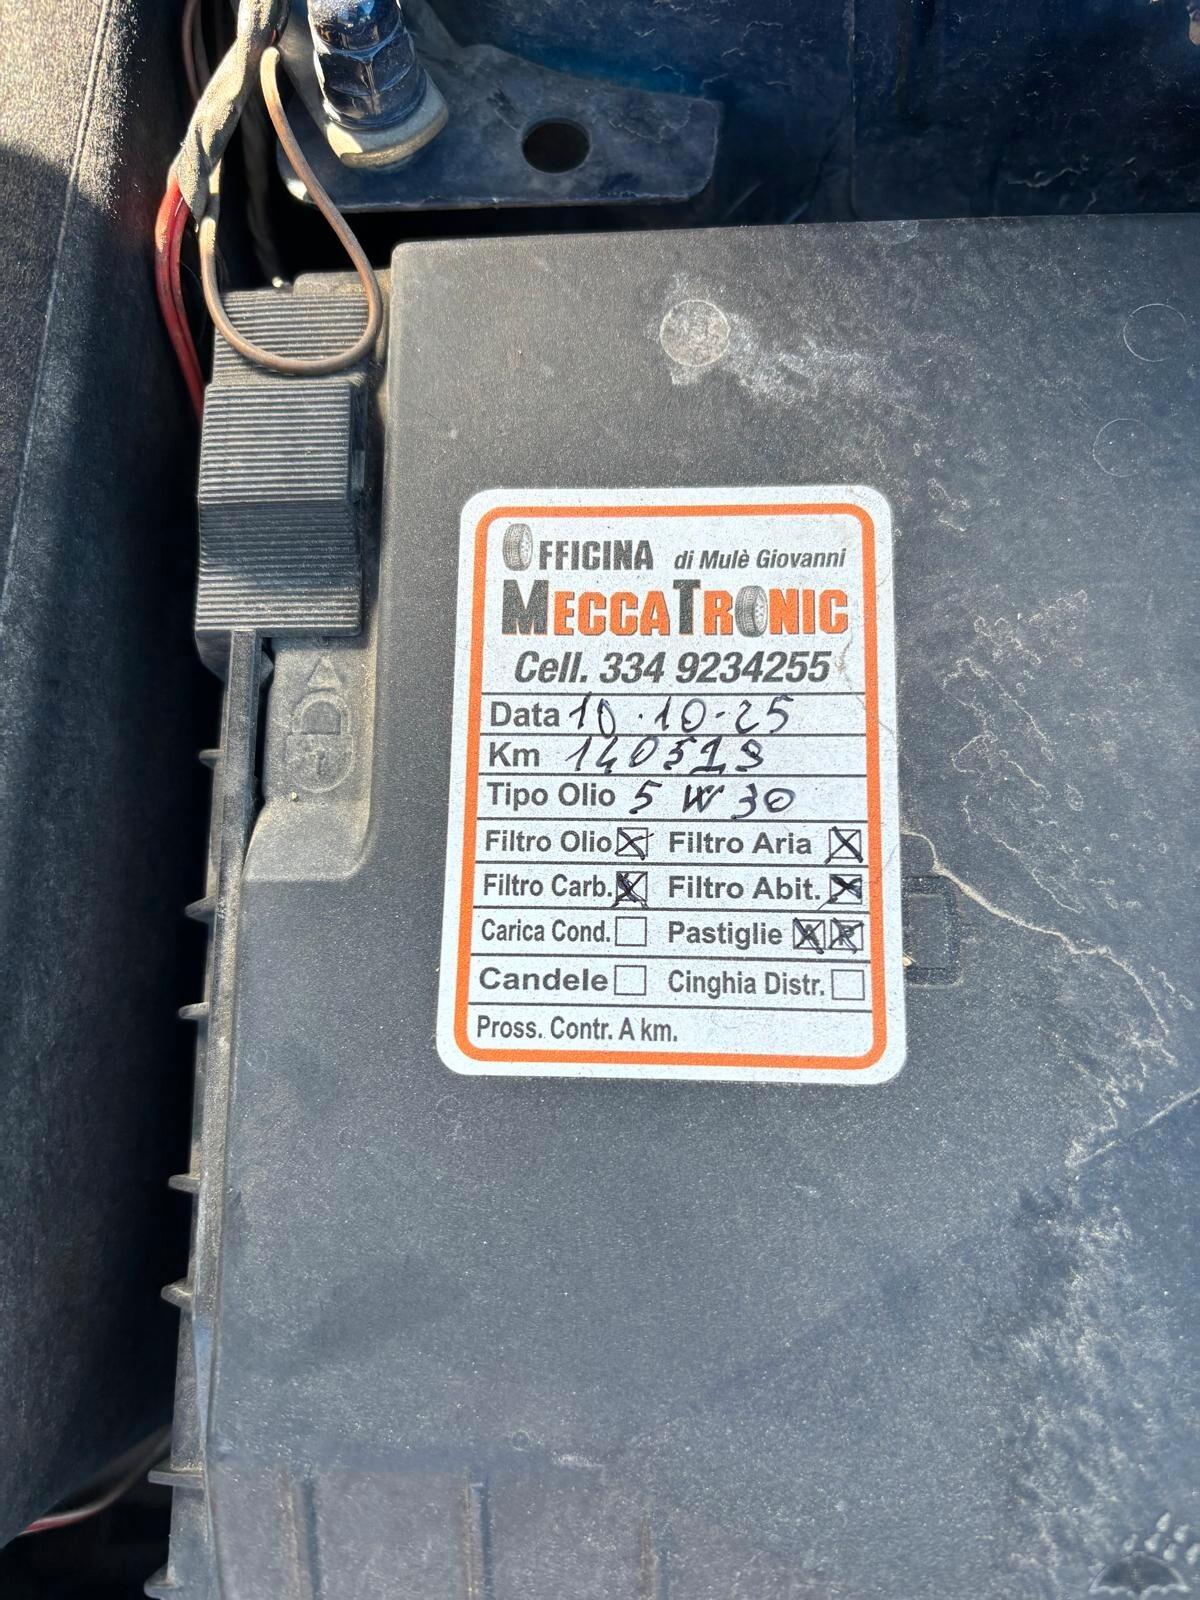 OFFICINA di Mulè Giovanni
MECCATRONIC
Cell. 334 9234255
Data 10.10-25
Km 140519
Tipo Olio 5 W 30
Filtro Olio Filtro Aria
Filtro Carb. Filtro Abit.
Carica Cond. Pastiglie A P
Candele Cinghia Distr.
Pross. Contr. A km.